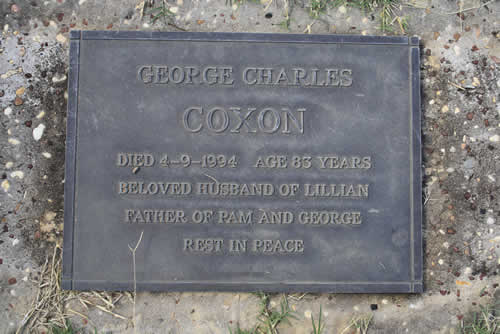 GEORGE CHARLES
COXON
DIED 4-9-1994 AGE 83 YEARS
BELOVED HUSBAND OF LILLIAN
FATHER OF PAM AND GEORGE
REST IN PEACE